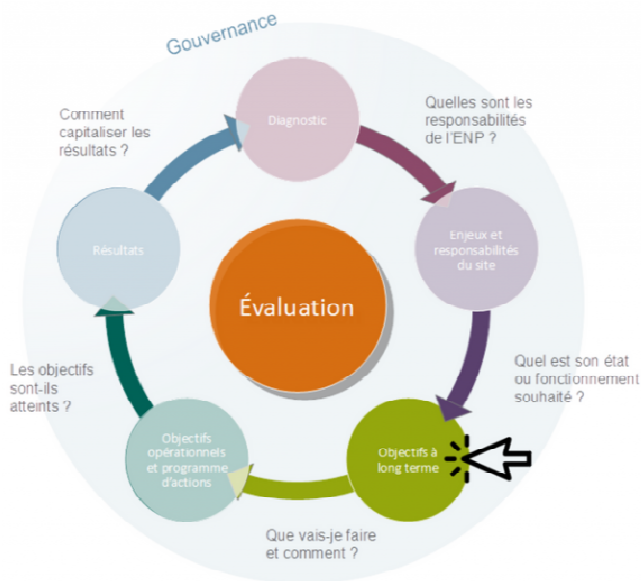 Gouvernance
Diagnostic
Quelles sont les
responsabilités
de l'ENP ?
Enjeux et
responsabilités
du site
Quel est son état
ou fonctionnement
souhaité ?
Objectifs à
long terme
Que vais-je faire
et comment ?
Objectifs
opérationnels
et programme
d'actions
Les objectifs
sont-ils
atteints ?
Résultats
Comment
capitaliser les
résultats ?
Évaluation